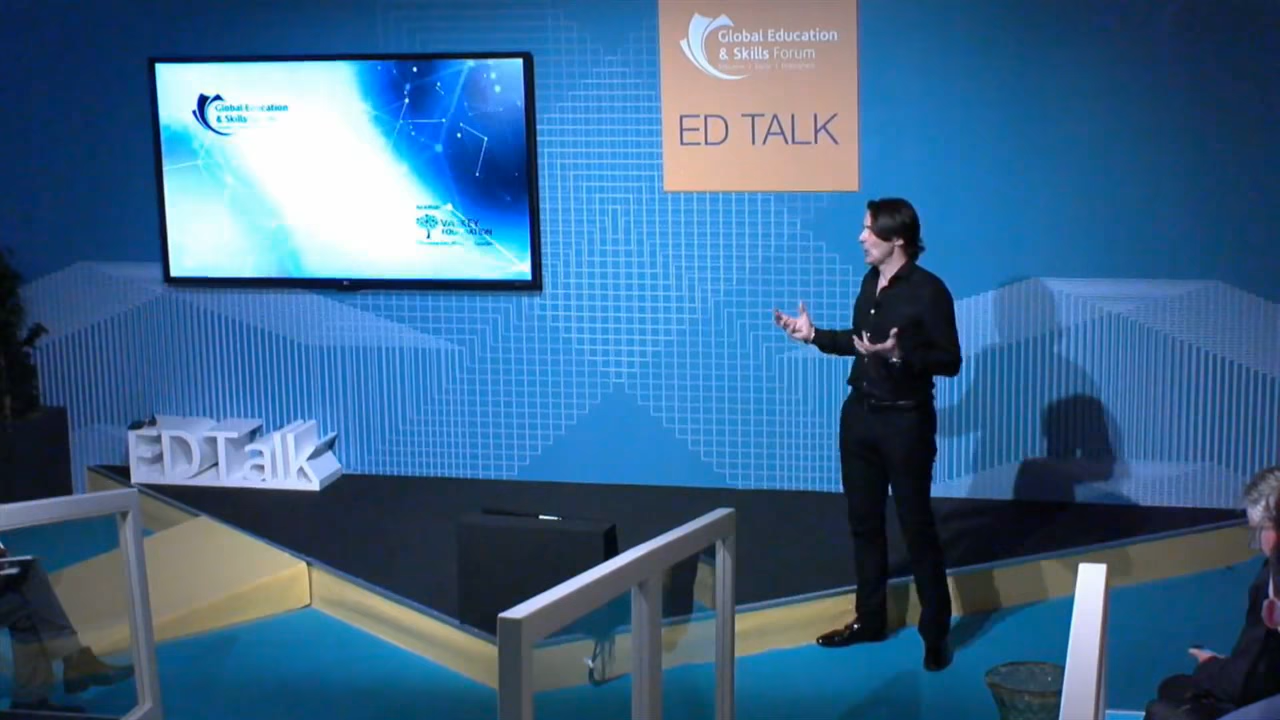 Global Education
& Skills Forum
ED TALK
Global Education
& Skills Forum
VARKEY
FOUNDATION
EDTalk